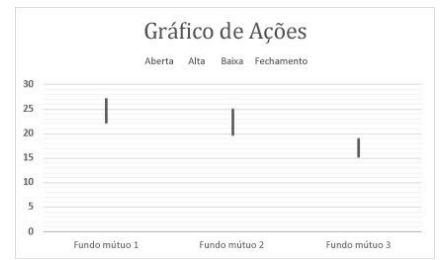 Gráfico de Ações
Aberta Alta Baixa Fechamento
30
25
20
15
10
5
0
Fundo mútuo 1 Fundo mútuo 2 Fundo mútuo 3